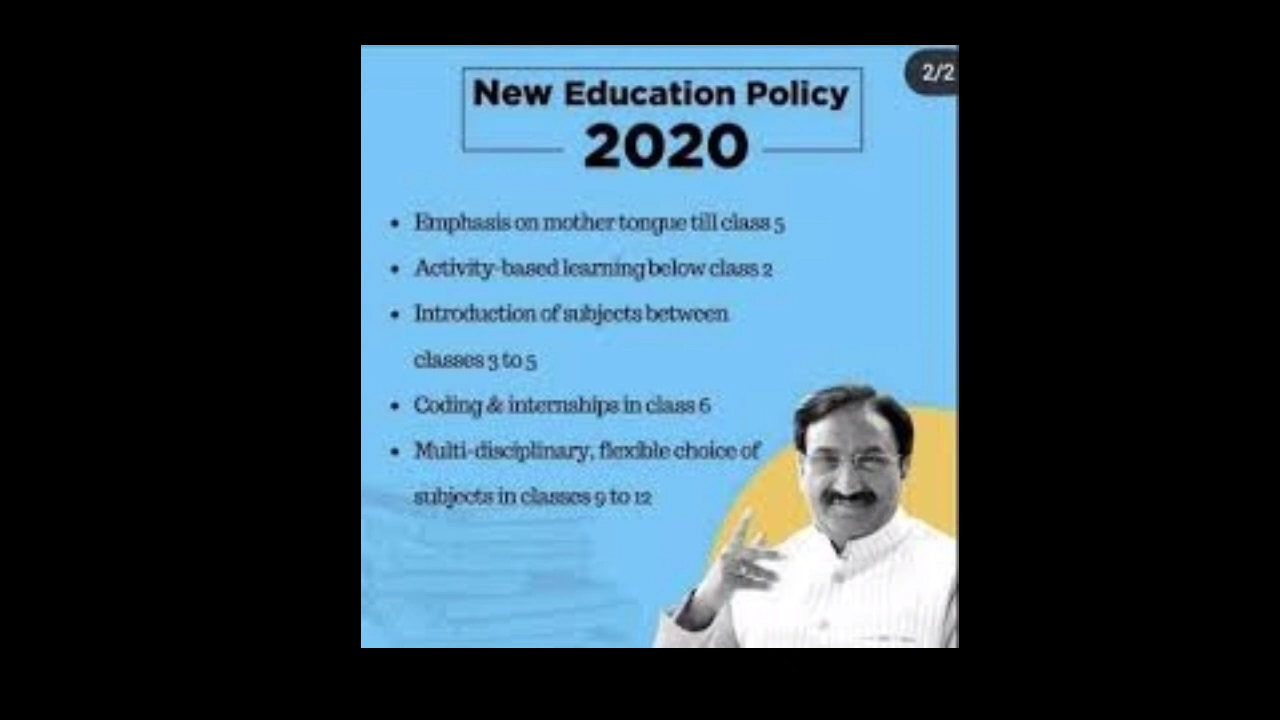 2/2
New Education Policy
2020
• Emphasis on mother tongue till class 5
• Activity-based learning below class 2
• Introduction of subjects between
classes 3 to 5
• Coding & internships in class 6
• Multi-disciplinary, flexible choice of
subjects in classes 9 to 12